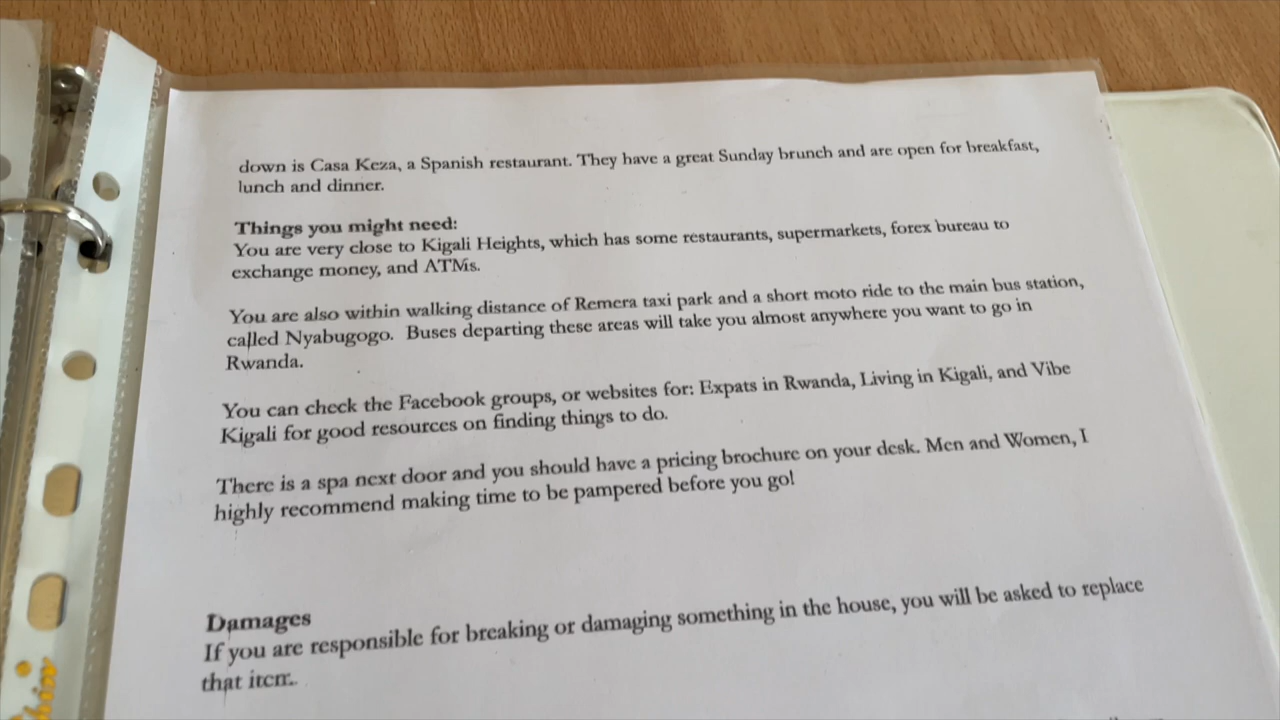 down is Casa Keza, a Spanish restaurant. They have a great Sunday brunch and are open for breakfast,
lunch and dinner.
Things you might need:
You are very close to Kigali Heights, which has some restaurants, supermarkets, forex bureau to
exchange money, and ATMs.
You are also within walking distance of Remera taxi park and a short moto ride to the main bus station,
called Nyabugogo. Buses departing these areas will take you almost anywhere you want to go in
Rwanda.
You can check the Facebook groups, or websites for: Expats in Rwanda, Living in Kigali, and Vibe
Kigali for good resources on finding things to do.
There is a spa next door and you should have a pricing brochure on your desk. Men and Women, I
highly recommend making time to be pampered before you go!
Damages
If you are responsible for breaking or damaging something in the house, you will be asked to replace
that item.